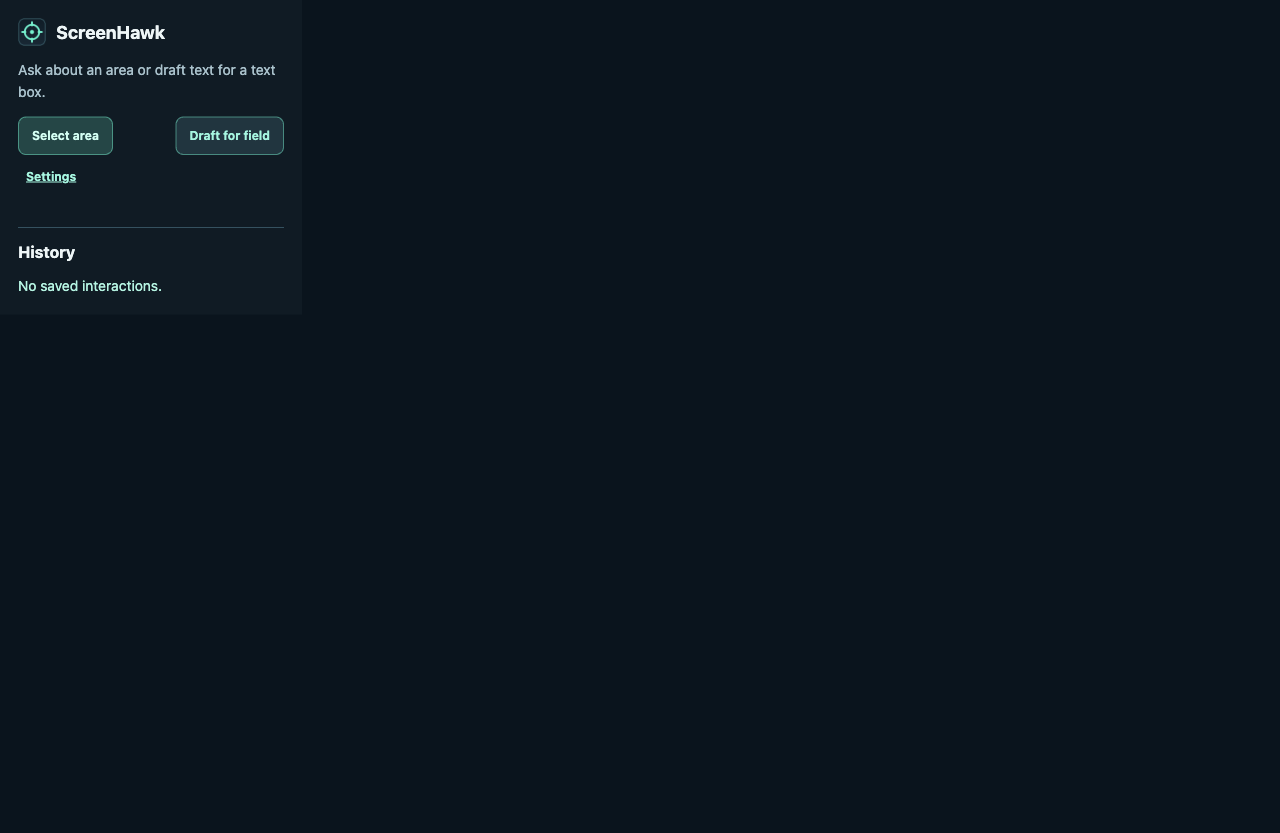 ScreenHawk
Ask about an area or draft text for a text
box.
Select area
Draft for field
Settings
History
No saved interactions.